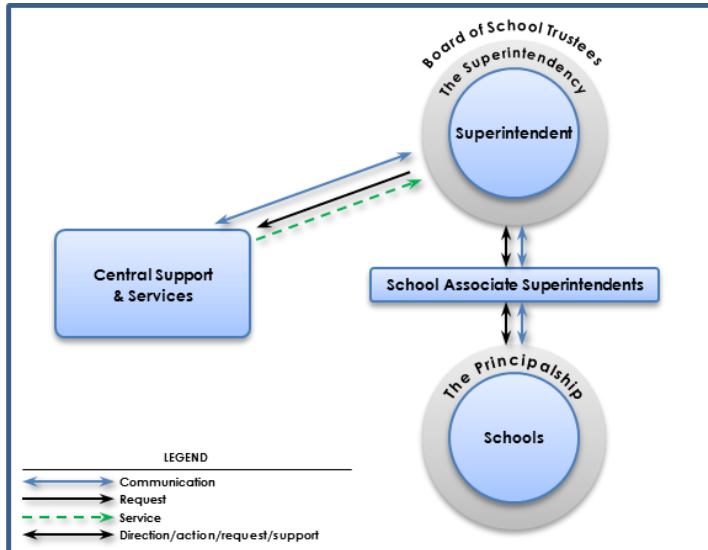 Board of School Trustees
The Superintendency
Superintendent
Central Support
& Services
School Associate Superintendents
The Principalship
Schools
LEGEND
Communication
Request
Service
Direction/action/request/support